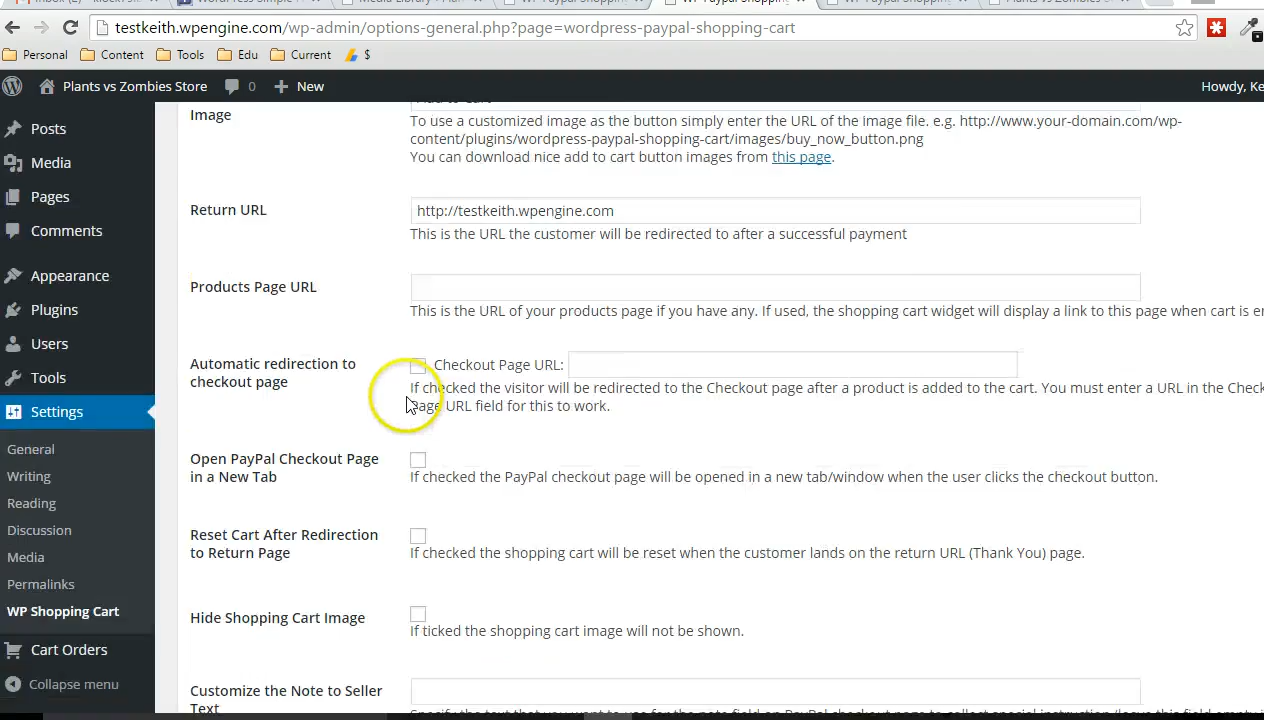 testkeith.wpengine.com/wp-admin/options-general.php?page=wordpress-paypal-shopping-cart
Personal Content Tools Edu Current $
Plants vs Zombies Store 0 New Howdy, Ke
Posts
Media
Pages
Comments
Appearance
Plugins
Users
Tools
Settings
General
Writing
Reading
Discussion
Media
Permalinks
WP Shopping Cart
Cart Orders
Collapse menu
Image
Add to Cart
To use a customized image as the button simply enter the URL of the image file. e.g. http://www.your-domain.com/wp-
content/plugins/wordpress-paypal-shopping-cart/images/buy_now_button.png
You can download nice add to cart button images from this page.
Return URL
http://testkeith.wpengine.com
This is the URL the customer will be redirected to after a successful payment
Products Page URL
This is the URL of your products page if you have any. If used, the shopping cart widget will display a link to this page when cart is e
Automatic redirection to
checkout page
Checkout Page URL:
If checked the visitor will be redirected to the Checkout page after a product is added to the cart. You must enter a URL in the Chec
Page URL field for this to work.
Open PayPal Checkout Page
in a New Tab
If checked the PayPal checkout page will be opened in a new tab/window when the user clicks the checkout button.
Reset Cart After Redirection
to Return Page
If checked the shopping cart will be reset when the customer lands on the return URL (Thank You) page.
Hide Shopping Cart Image
If ticked the shopping cart image will not be shown.
Customize the Note to Seller
Text